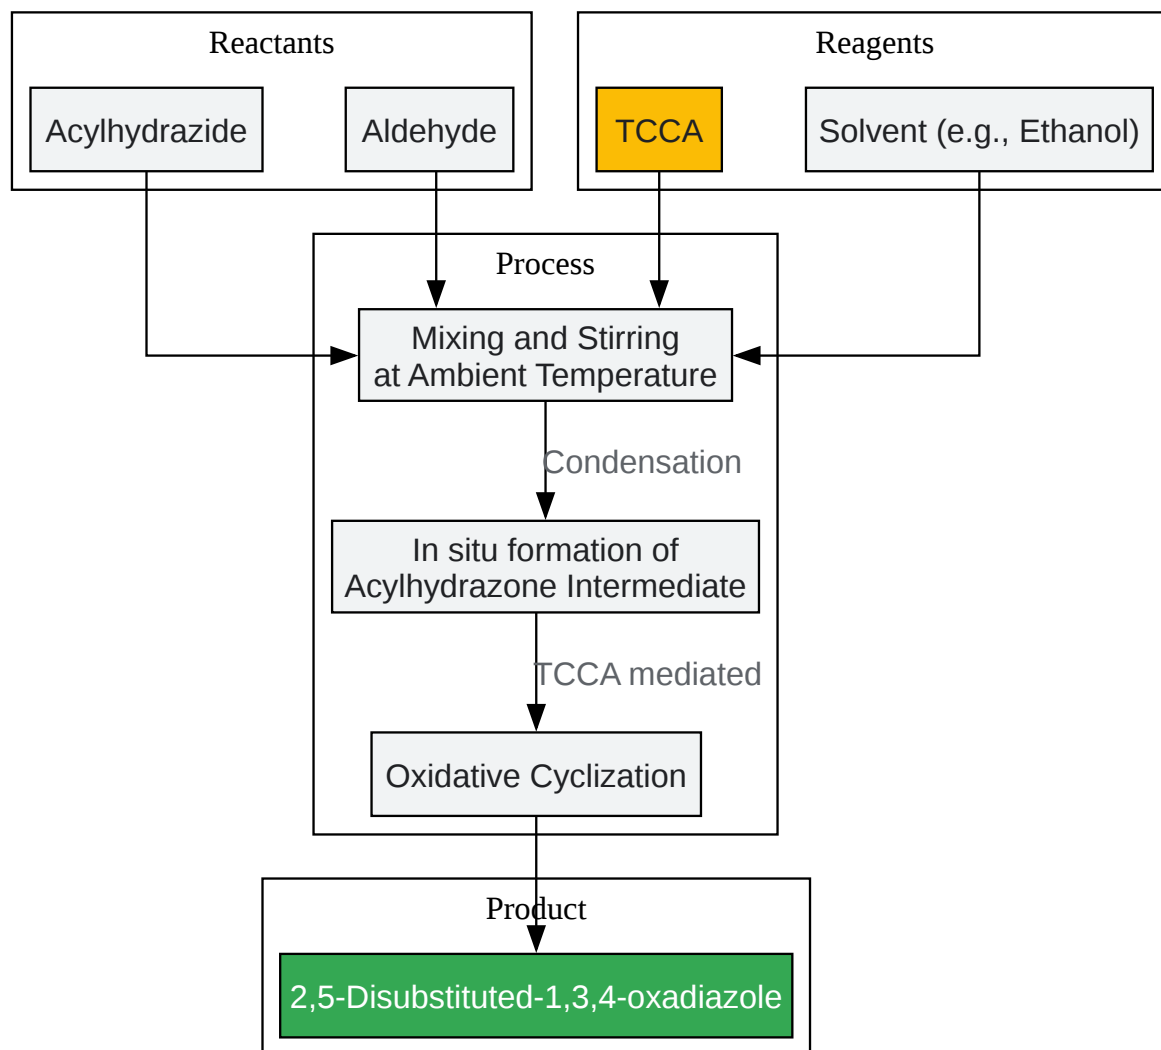 Reactants
Reagents
Acylhydrazide
Aldehyde
TCCA
Solvent (e.g., Ethanol)
Process
Mixing and Stirring
at Ambient Temperature
Condensation
In situ formation of
Acylhydrazone Intermediate
TCCA mediated
Oxidative Cyclization
Product
2,5-Disubstituted-1,3,4-oxadiazole